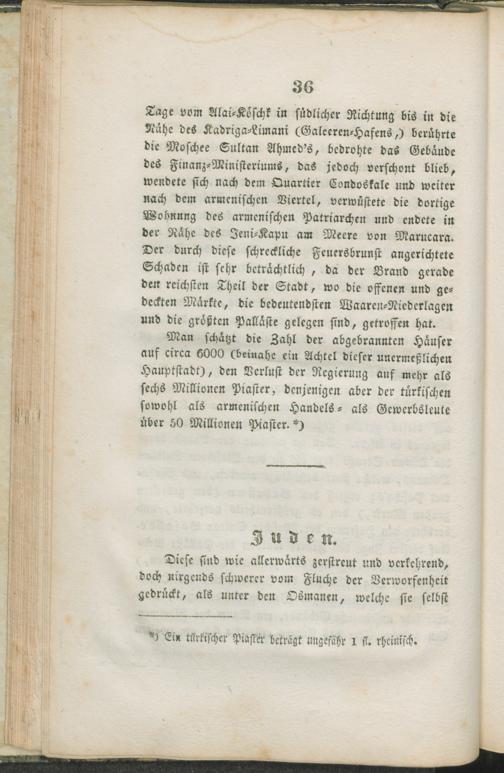 36
Tage vom Alai-Köschk in südlicher Richtung bis in die
Nähe des Kadriga-Limani (Galeeren-Hafens,) berührte
die Moschee Sultan Ahmed's, bedrohte das Gebäude
des Finanz-Ministeriums, das jedoch verschont blieb,
wendete sich nach dem Quartier Condoskale und weiter
nach dem armenischen Viertel, verwüstete die dortige
Wohnung des armenischen Patriarchen und endete in
der Nähe des Jeni-Kapu am Meere von Marucara.
Der durch diese schreckliche Feuersbrunst angerichtete
Schaden ist sehr beträchtlich, da der Brand gerade
den reichsten Theil der Stadt, wo die offenen und ge-
deckten Märkte, die bedeutendsten Waaren-Niederlagen
und die größten Palläste gelegen sind, getroffen hat.
Man schätzt die Zahl der abgebrannten Häuser
auf circa 6000 (beinahe ein Achtel dieser unermeßlichen
Hauptstadt), den Verlust der Regierung auf mehr als
sechs Millionen Piaster, denjenigen aber der türkischen
sowohl als armenischen Handels- als Gewerbsleute
über 50 Millionen Piaster. *)
Juden.
Diese sind wie allerwärts zerstreut und verkehrend,
doch nirgends schwerer vom Fluche der Verworfenheit
gedrückt, als unter den Osmanen, welche sie selbst
*) Ein türkischer Piaster beträgt ungefähr 1 fl. rheinisch.